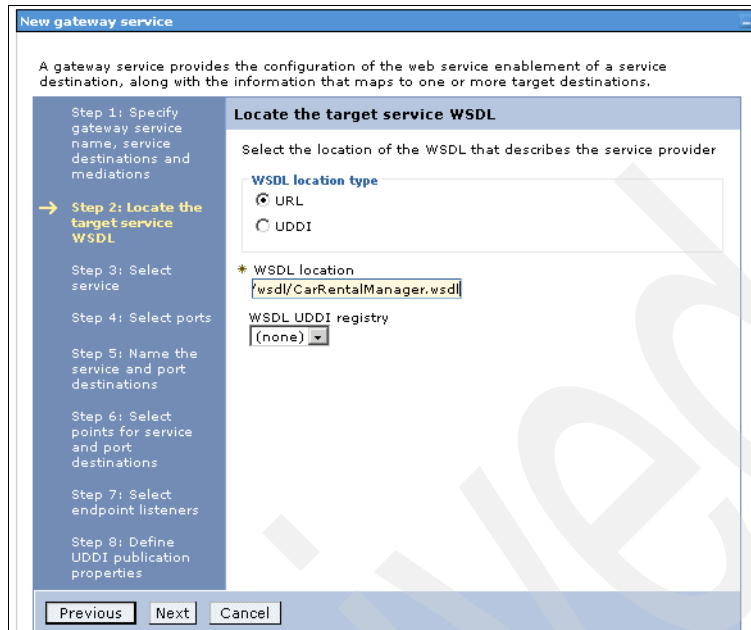 New gateway service
A gateway service provides the configuration of the web service enablement of a service
destination, along with the information that maps to one or more target destinations.
Step 1: Specify
gateway service
name, service
destinations and
mediations
Step 2: Locate the
target service
WSDL
Step 3: Select
service
Step 4: Select ports
Step 5: Name the
service and port
destinations
Step 6: Select
points for service
and port
destinations
Step 7: Select
endpoint listeners
Step 8: Define
UDDI publication
properties
Locate the target service WSDL
Select the location of the WSDL that describes the service provider
WSDL location type
URL
UDDI
* WSDL location
/wsdl/CarRentalManager.wsdl
WSDL UDDI registry
(none)
Previous Next Cancel